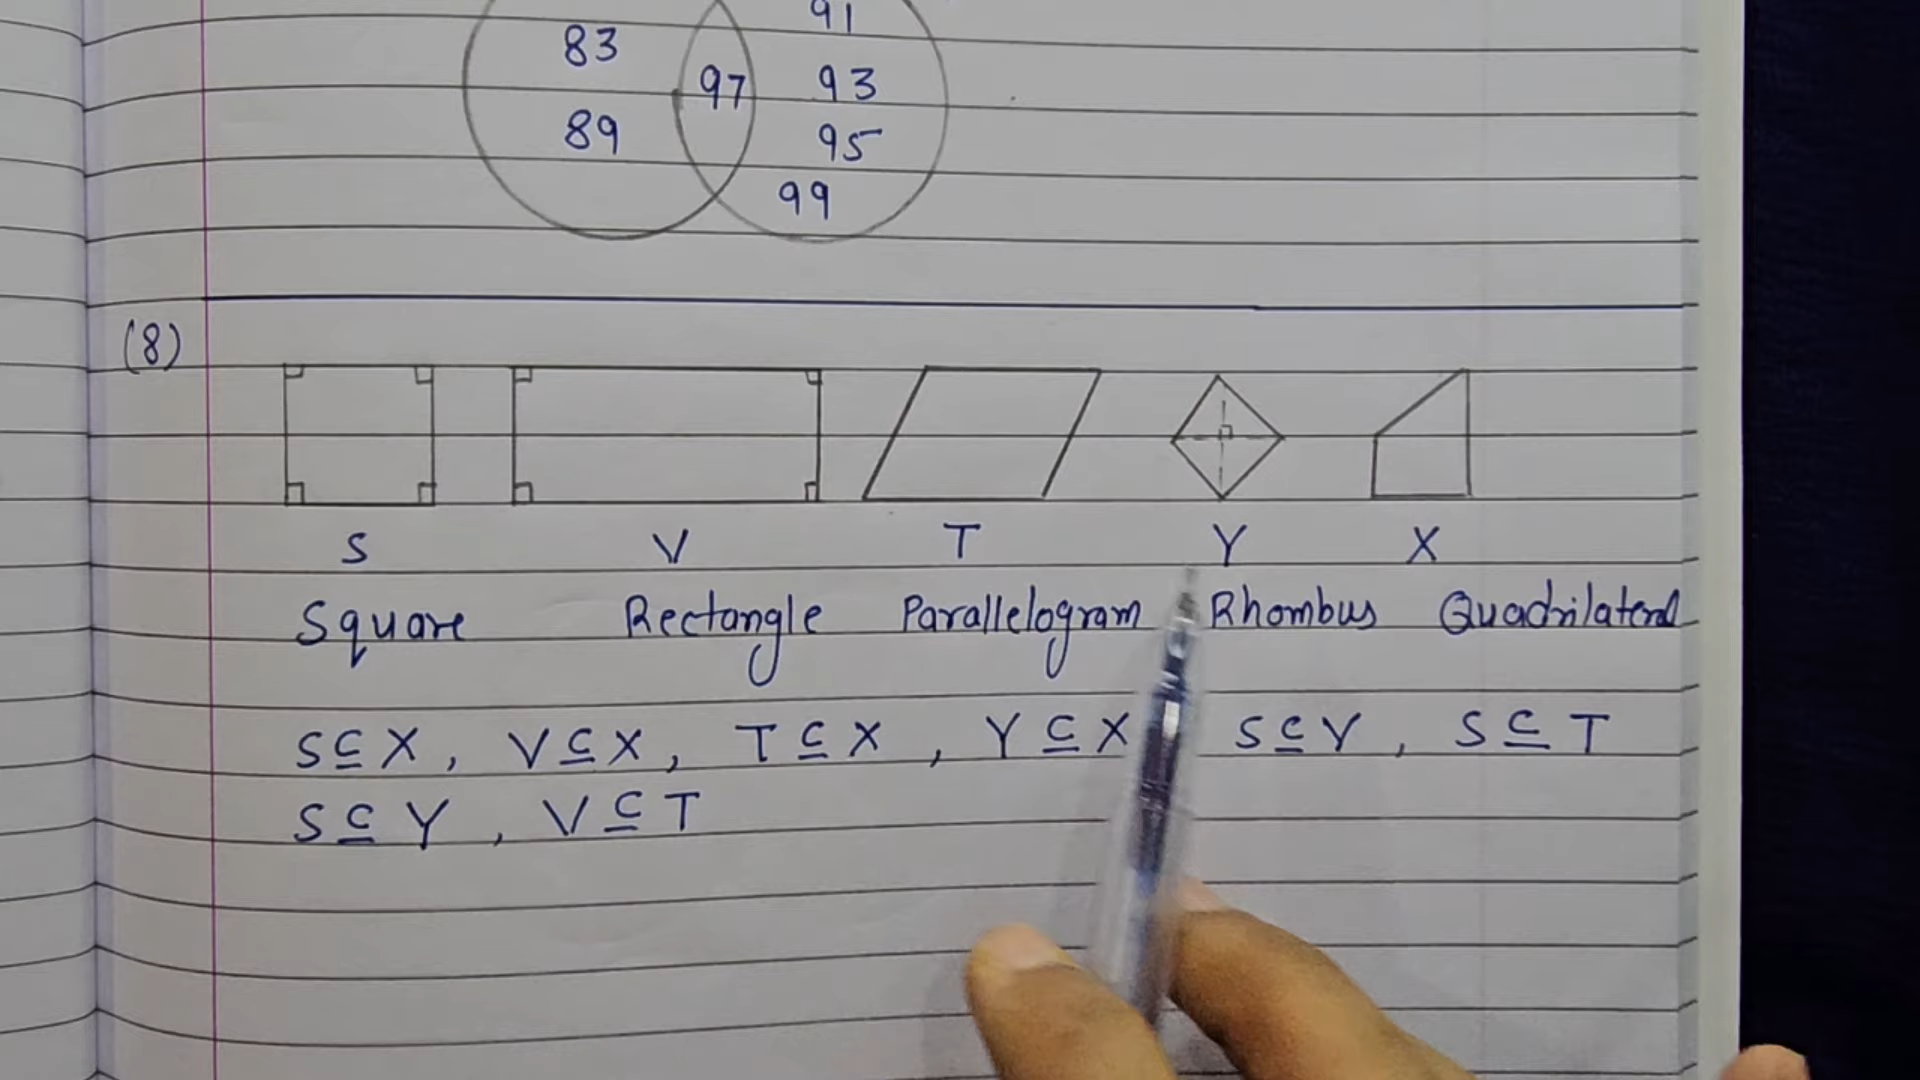 91
83
97 93
89 95
99
(8)
S V T Y X
Square Rectangle Parallelogram Rhombus Quadrilateral
S ⊆ X , V ⊆ X , T ⊆ X , Y ⊆ X S ⊆ V , S ⊆ T
S ⊆ Y , V ⊆ T